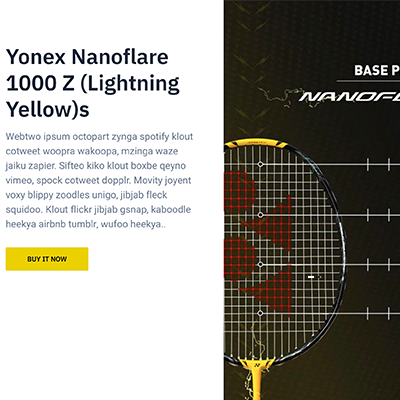 Yonex Nanoflare
1000 Z (Lightning
Yellow)s
Webtwo ipsum octopart zynga spotify klout
cotweet woopra wakoopa, mzinga waze
jaiku zapier. Sifteo kiko klout boxbe qeyno
vimeo, spock cotweet dopplr. Movity joyent
voxy blippy zoodles unigo, jibjab fleck
squidoo. Klout flickr jibjab gsnap, kaboodle
heekya airbnb tumblr, wufoo heekya..
BUY IT NOW
BASE P
NANOFL